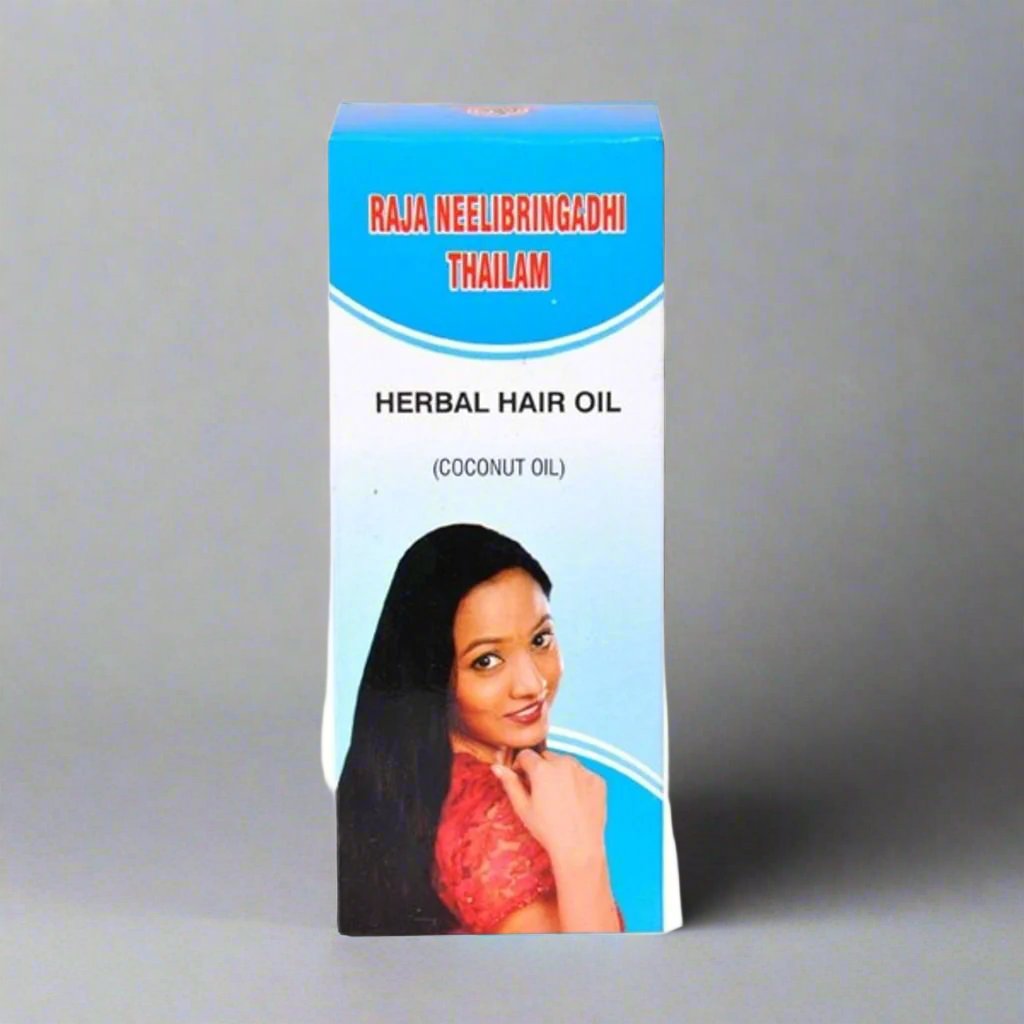 RAJA NEELIBRINGADHI
THAILAM
HERBAL HAIR OIL
(COCONUT OIL)